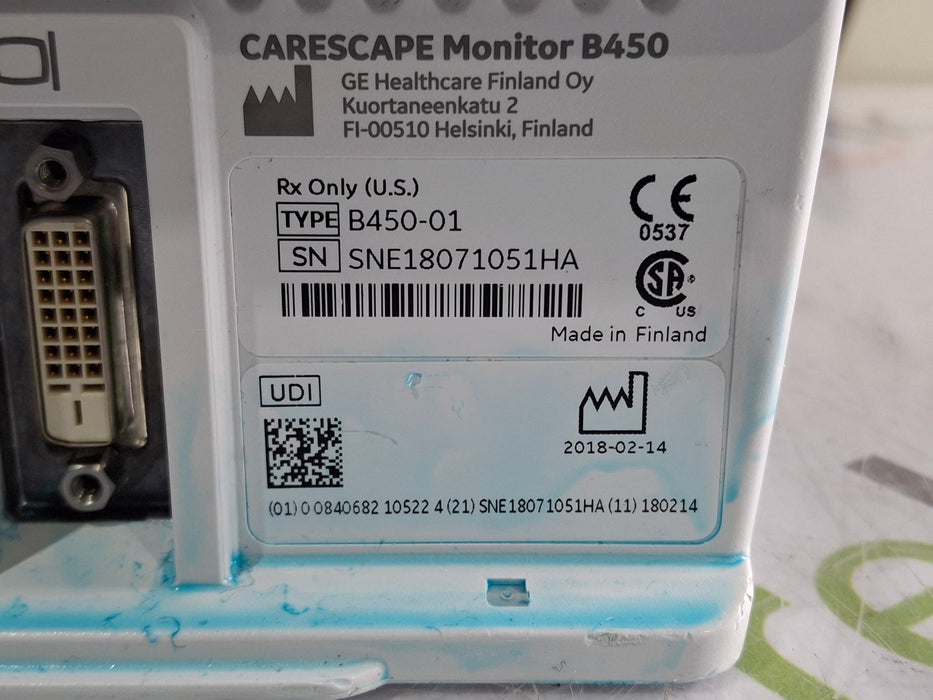 CARESCAPE Monitor B450
GE Healthcare Finland Oy
Kuortaneenkatu 2
FI-00510 Helsinki, Finland
Rx Only (U.S.)
TYPE B450-01
SN SNE18071051HA
CE
0537
SA
C US
Made in Finland
UDI
2018-02-14
(01) 0 0840682 10522 4 (21) SNE18071051HA (11) 180214